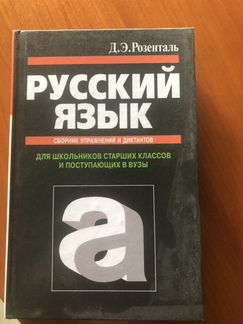 Д.Э.Розенталь
РУССКИЙ
ЯЗЫК
СБОРНИК УПРАЖНЕНИЙ И ДИКТАНТОВ
ДЛЯ ШКОЛЬНИКОВ СТАРШИХ КЛАССОВ
И ПОСТУПАЮЩИХ В ВУЗЫ
а